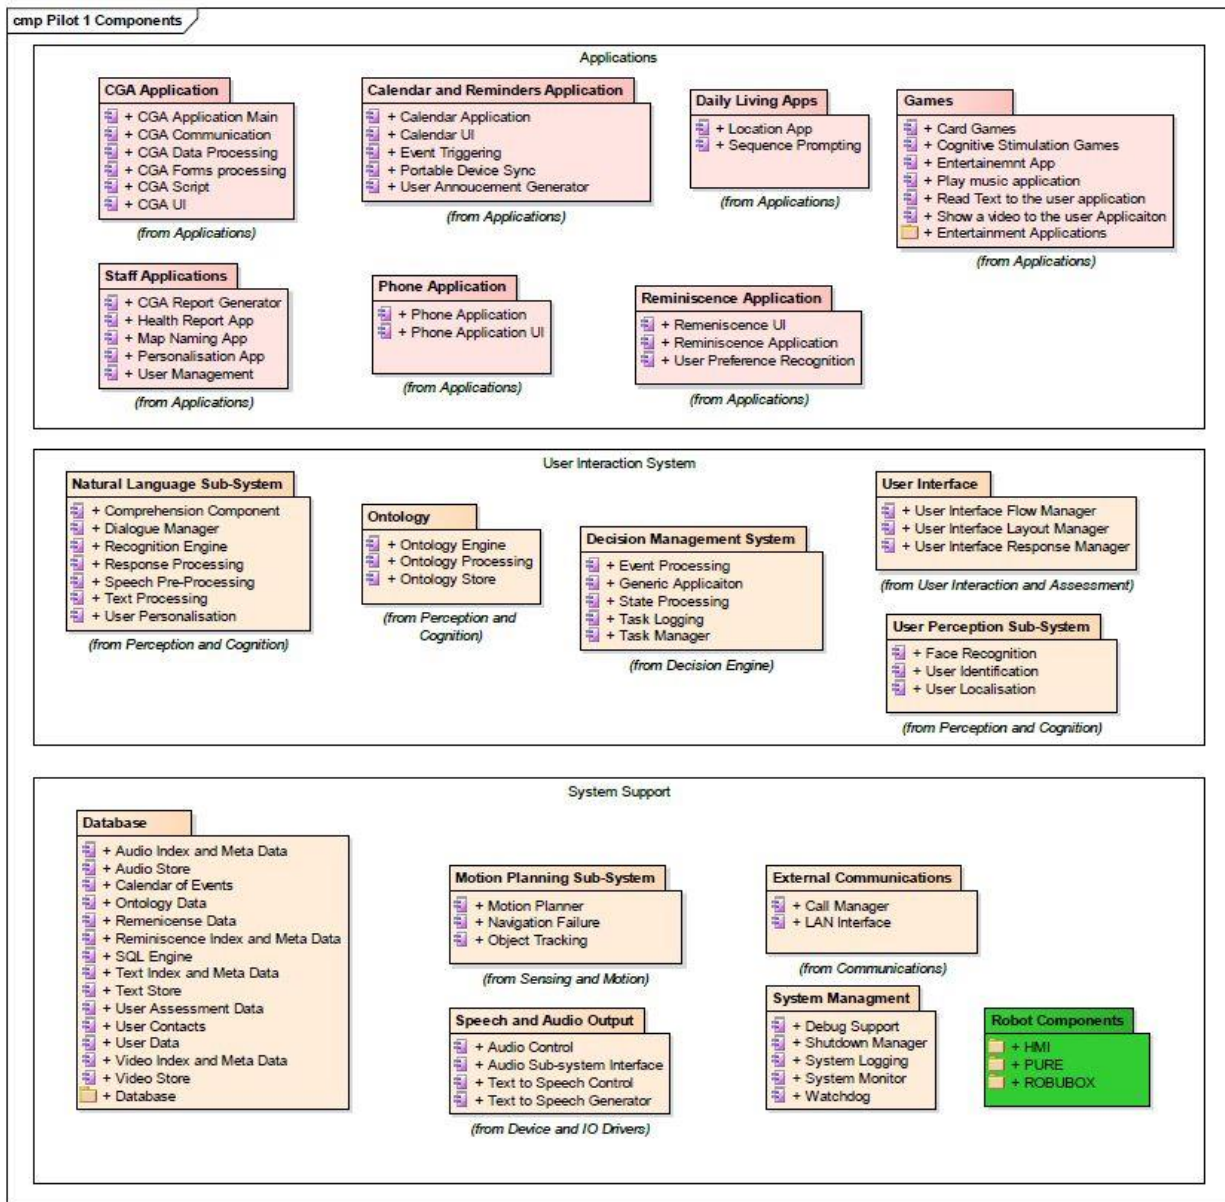 cmp Pilot 1 Components
Applications
CGA Application
+ CGA Application Main
+ CGA Communication
+ CGA Data Processing
+ CGA Forms processing
+ CGA Script
+ CGA UI
(from Applications)
Calendar and Reminders Application
+ Calendar Application
+ Calendar UI
+ Event Triggering
+ Portable Device Sync
+ User Annoucement Generator
(from Applications)
Daily Living Apps
+ Location App
+ Sequence Prompting
(from Applications)
Games
+ Card Games
+ Cognitive Stimulation Games
+ Entertainemnt App
+ Play music application
+ Read Text to the user application
+ Show a video to the user Applicaiton
+ Entertainment Applications
(from Applications)
Staff Applications
+ CGA Report Generator
+ Health Report App
+ Map Naming App
+ Personalisation App
+ User Management
(from Applications)
Phone Application
+ Phone Application
+ Phone Application UI
(from Applications)
Reminiscence Application
+ Remeniscence UI
+ Reminiscence Application
+ User Preference Recognition
(from Applications)
User Interaction System
Natural Language Sub-System
+ Comprehension Component
+ Dialogue Manager
+ Recognition Engine
+ Response Processing
+ Speech Pre-Processing
+ Text Processing
+ User Personalisation
(from Perception and Cognition)
Ontology
+ Ontology Engine
+ Ontology Processing
+ Ontology Store
(from Perception and
Cognition)
Decision Management System
+ Event Processing
+ Generic Applicaiton
+ State Processing
+ Task Logging
+ Task Manager
(from Decision Engine)
User Interface
+ User Interface Flow Manager
+ User Interface Layout Manager
+ User Interface Response Manager
(from User Interaction and Assessment)
User Perception Sub-System
+ Face Recognition
+ User Identification
+ User Localisation
(from Perception and Cognition)
System Support
Database
+ Audio Index and Meta Data
+ Audio Store
+ Calendar of Events
+ Ontology Data
+ Remenicense Data
+ Reminiscence Index and Meta Data
+ SQL Engine
+ Text Index and Meta Data
+ Text Store
+ User Assessment Data
+ User Contacts
+ User Data
+ Video Index and Meta Data
+ Video Store
+ Database
Motion Planning Sub-System
+ Motion Planner
+ Navigation Failure
+ Object Tracking
(from Sensing and Motion)
External Communications
+ Call Manager
+ LAN Interface
(from Communications)
Speech and Audio Output
+ Audio Control
+ Audio Sub-system Interface
+ Text to Speech Control
+ Text to Speech Generator
(from Device and IO Drivers)
System Managment
+ Debug Support
+ Shutdown Manager
+ System Logging
+ System Monitor
+ Watchdog
Robot Components
+ HMI
+ PURE
+ ROBUBOX